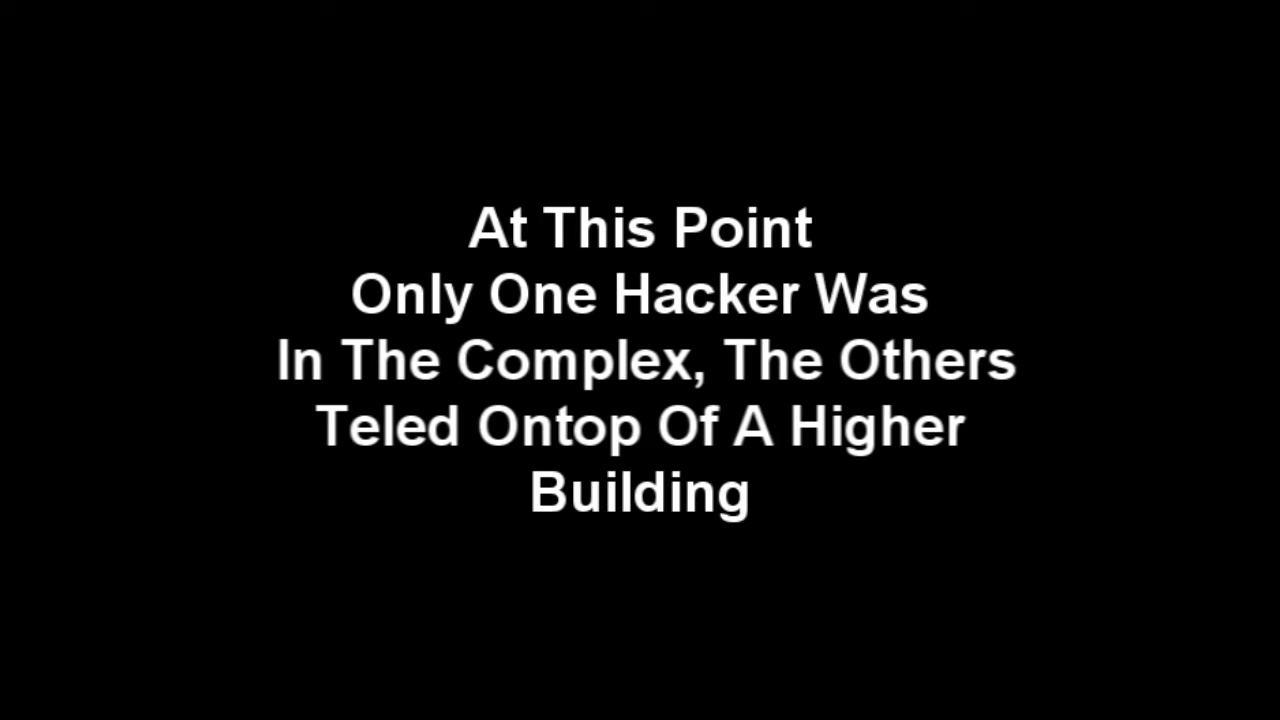 At This Point
Only One Hacker Was
In The Complex, The Others
Teled Ontop Of A Higher
Building